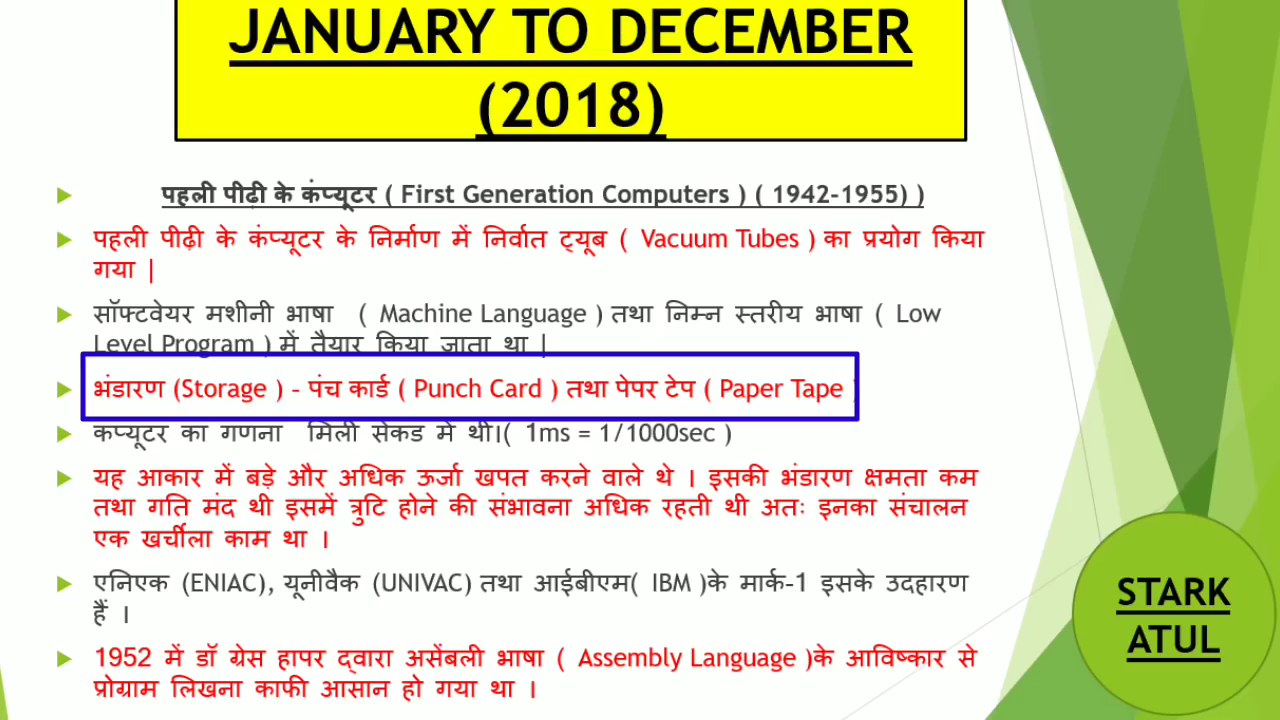 JANUARY TO DECEMBER
(2018)
पहली पीढ़ी के कंप्यूटर ( First Generation Computers ) ( 1942-1955) )
पहली पीढ़ी के कंप्यूटर के निर्माण में निर्वात ट्यूब ( Vacuum Tubes ) का प्रयोग किया
गया |
सॉफ्टवेयर मशीनी भाषा ( Machine Language ) तथा निम्न स्तरीय भाषा ( Low
Level Program ) में तैयार किया जाता था |
भंडारण (Storage ) - पंच कार्ड ( Punch Card ) तथा पेपर टेप ( Paper Tape )
कंप्यूटर का गणना मिली सेकंड में थी।( 1ms = 1/1000sec )
यह आकार में बड़े और अधिक ऊर्जा खपत करने वाले थे । इसकी भंडारण क्षमता कम
तथा गति मंद थी इसमें त्रुटि होने की संभावना अधिक रहती थी अतः इनका संचालन
एक खर्चीला काम था ।
एनिएक (ENIAC), यूनीवैक (UNIVAC) तथा आईबीएम( IBM )के मार्क-1 इसके उदहारण
हैं ।
1952 में डॉ ग्रेस हापर द्वारा असेंबली भाषा ( Assembly Language )के आविष्कार से
प्रोग्राम लिखना काफी आसान हो गया था ।
STARK
ATUL